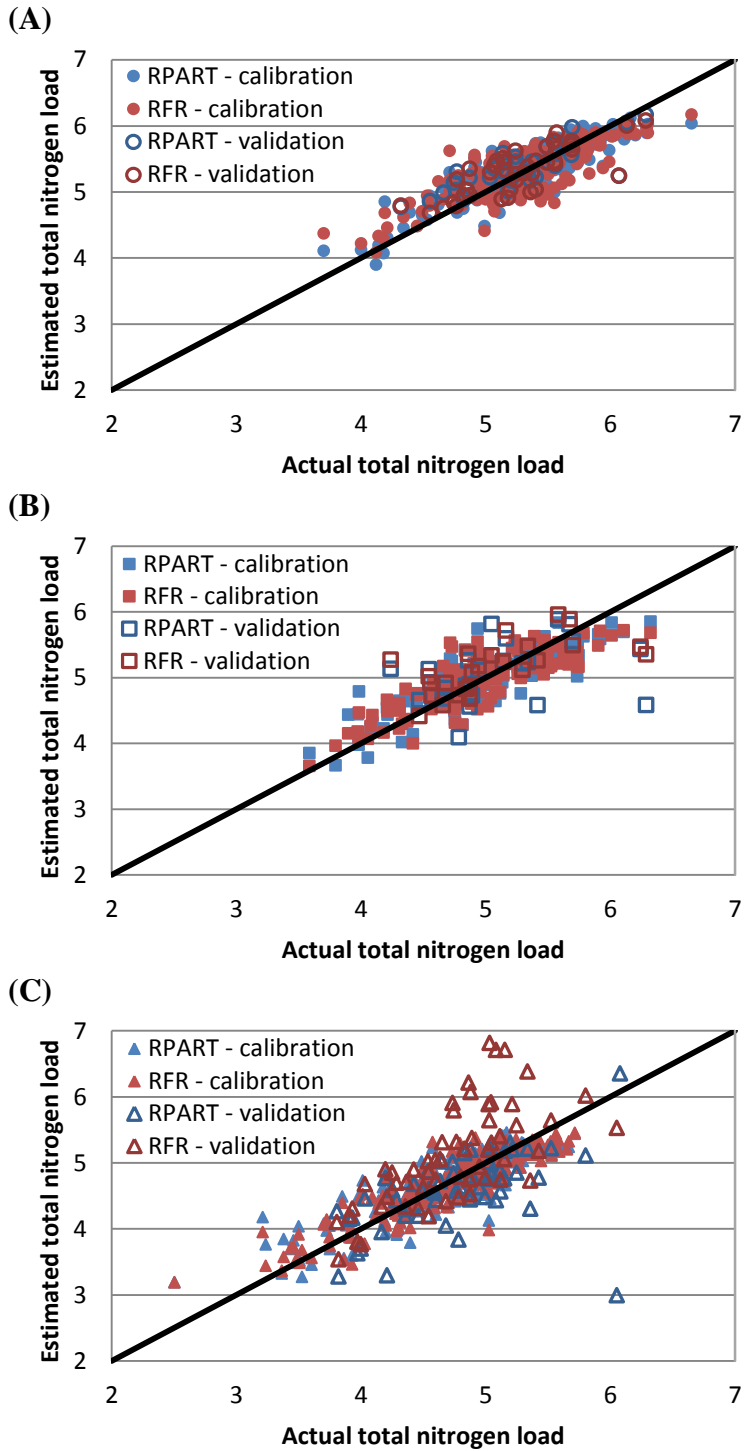 (A)
7
6
5
4
3
2
Estimated total nitrogen load
RPART - calibration
RFR - calibration
RPART - validation
RFR - validation
2 3 4 5 6 7
Actual total nitrogen load
(B)
7
6
5
4
3
2
Estimated total nitrogen load
RPART - calibration
RFR - calibration
RPART - validation
RFR - validation
2 3 4 5 6 7
Actual total nitrogen load
(C)
7
6
5
4
3
2
Estimated total nitrogen load
RPART - calibration
RFR - calibration
RPART - validation
RFR - validation
2 3 4 5 6 7
Actual total nitrogen load